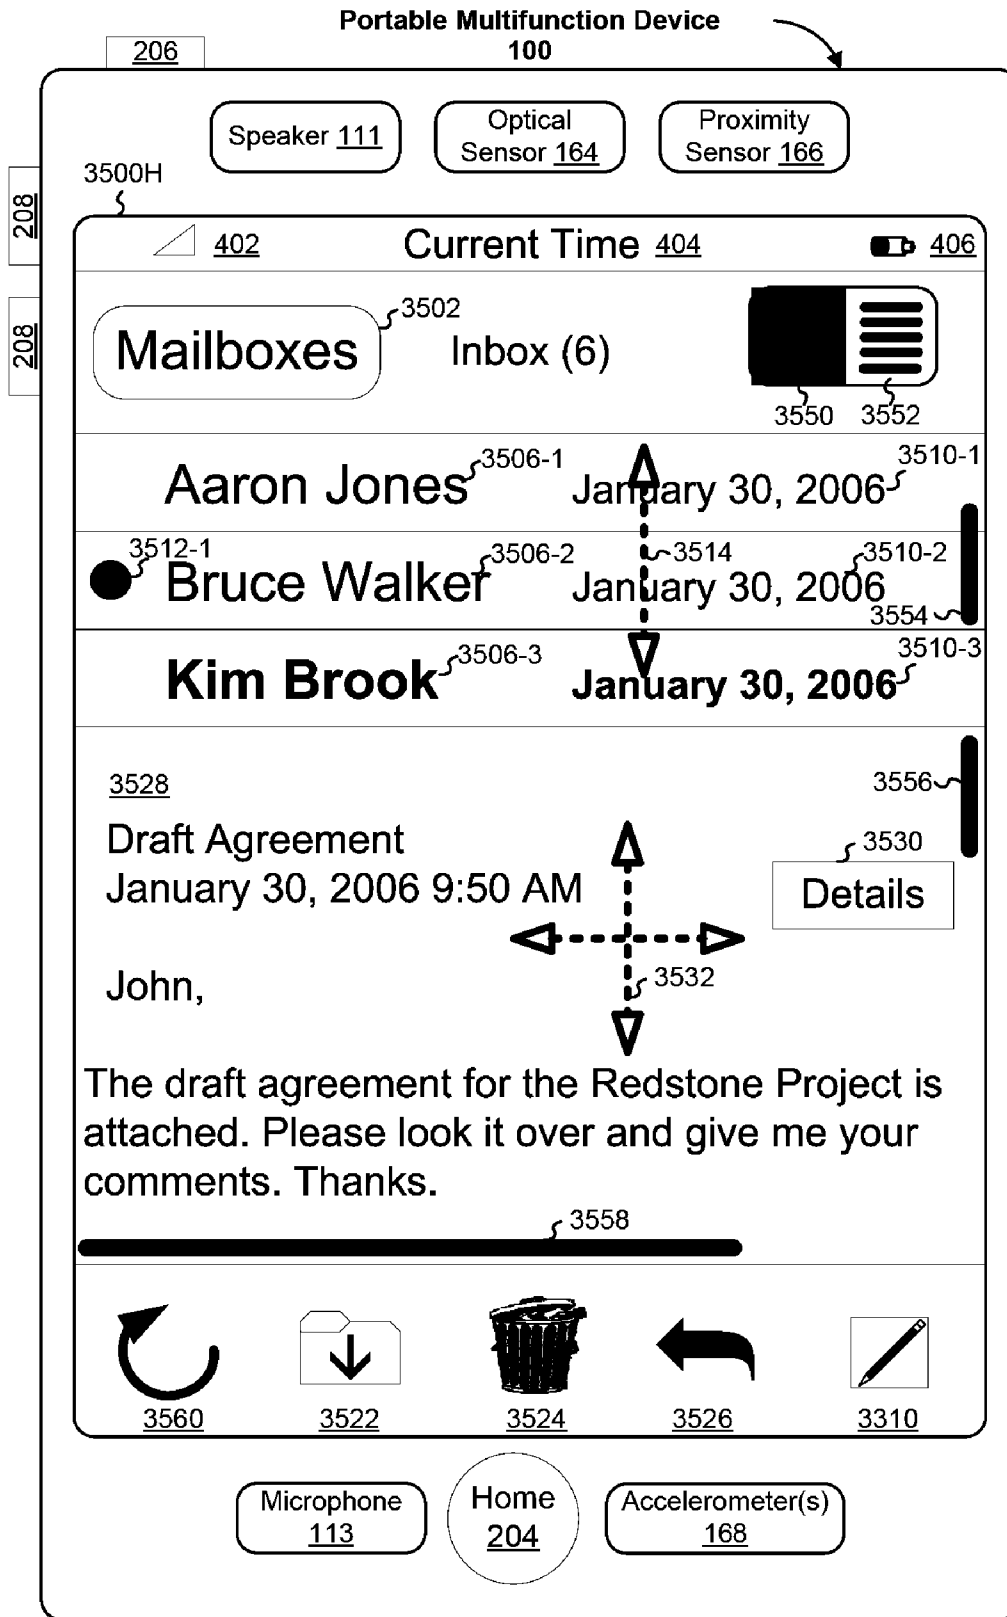 Portable Multifunction Device
100
206
Speaker 111
Optical
Sensor 164
Proximity
Sensor 166
3500H
208
208
402
Current Time 404
406
Mailboxes
3502
Inbox (6)
3550
3552
Aaron Jones
3506-1
January 30, 2006
3510-1
3512-1
Bruce Walker
3506-2
3514
January 30, 2006
3510-2
3554
Kim Brook
3506-3
January 30, 2006
3510-3
3528
3556
Draft Agreement
3530
January 30, 2006 9:50 AM
Details
John,
3532
The draft agreement for the Redstone Project is
attached. Please look it over and give me your
comments. Thanks.
3558
3560
3522
3524
3526
3310
Microphone
113
Home
204
Accelerometer(s)
168